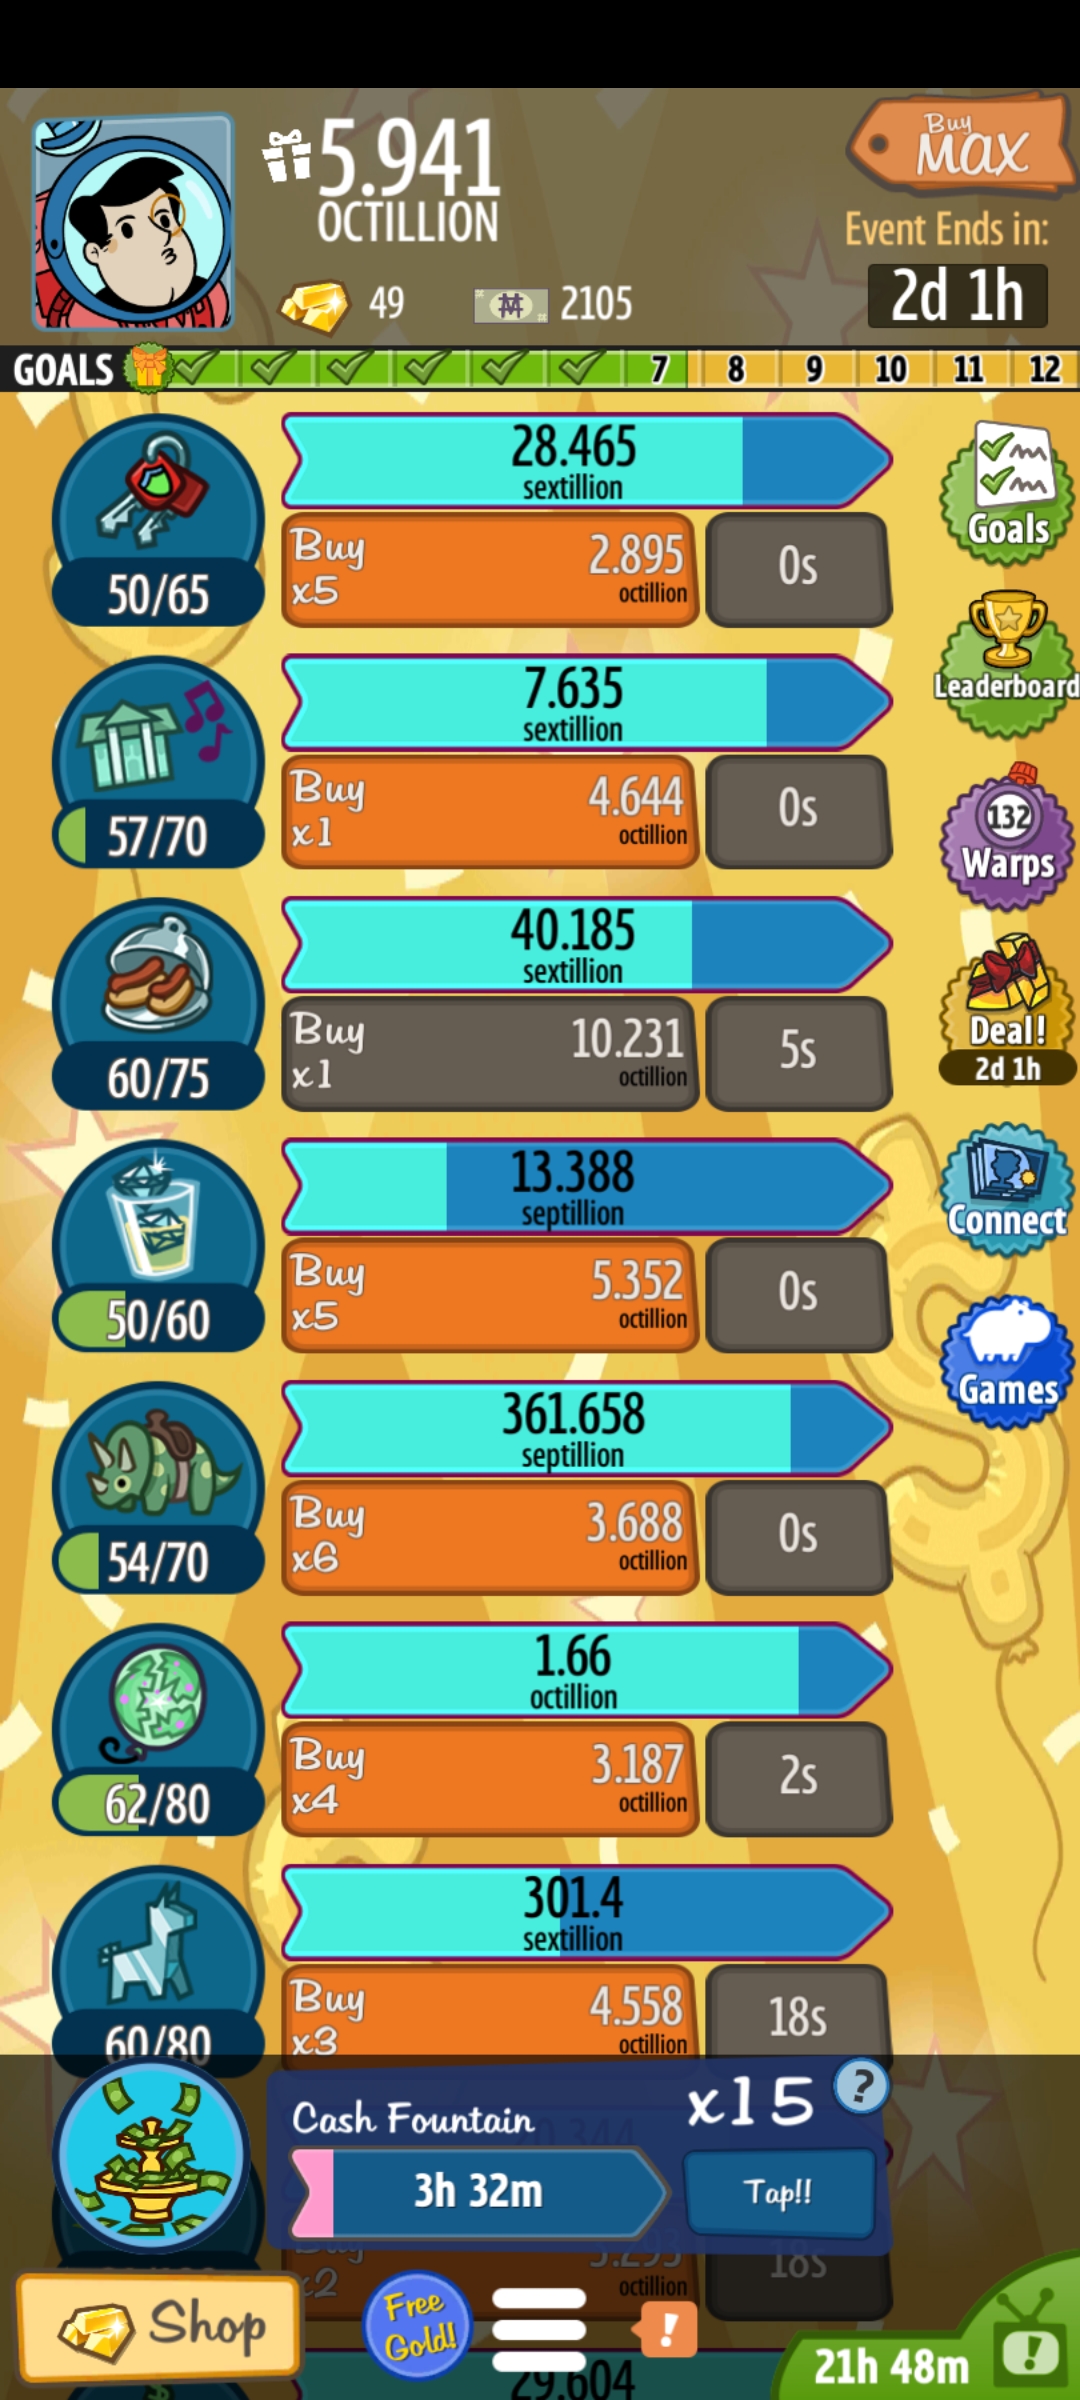 5.941
OCTILLION
49
2105
Buy
MAX
Event Ends in:
2d 1h
GOALS
7 8 9 10 11 12
28.465
sextillion
50/65
Buy
x5
2.895
octillion
0s
Goals
7.635
sextillion
57/70
Buy
x1
4.644
octillion
0s
Leaderboard
132
Warps
40.185
sextillion
60/75
Buy
x1
10.231
octillion
5s
Deal!
2d 1h
13.388
septillion
50/60
Buy
x5
5.352
octillion
0s
Connect
361.658
septillion
54/70
Buy
x6
3.688
octillion
0s
Games
1.66
octillion
62/80
Buy
x4
3.187
octillion
2s
301.4
sextillion
60/80
Buy
x3
4.558
octillion
18s
Cash Fountain
x15
?
3h 32m
Tap!!
x2
octillion
18s
Shop
Free
Gold!
!
29.604
21h 48m
!